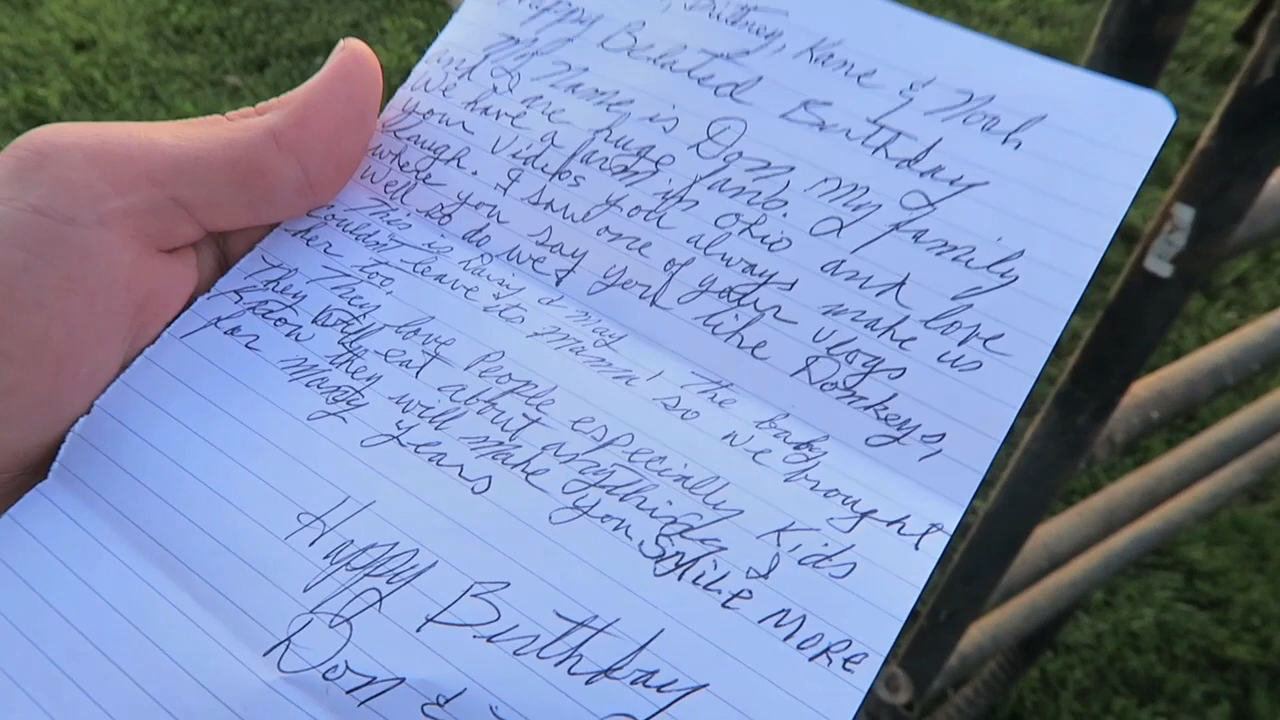 Brittney, Kane & Noah
Happy Belated Birthday
My Name is Don My family
and I are huge fans.
We have a farm in Ohio and love
your Videos you always make us
laugh. I saw one of your vlogs
where you say you like Donkeys,
Well so do we!
This is Daisy & May The baby
couldn't leave its Mama so we brought
her too.
They love People especially Kids
They will eat about anything I
Know they will make you SMILE MORE
for many years
Happy Birthday
Don &